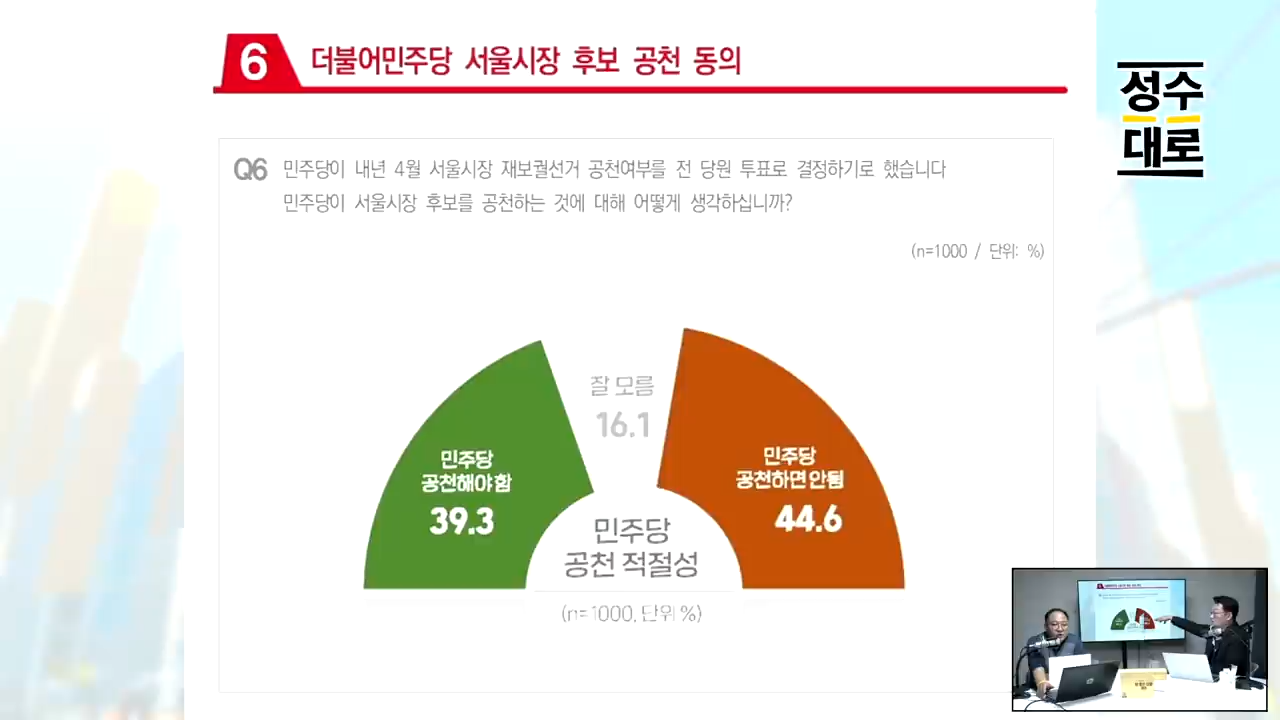 6 더불어민주당 서울시장 후보 공천 동의
성수
대로
Q6 민주당이 내년 4월 서울시장 재보궐선거 공천여부를 전 당원 투표로 결정하기로 했습니다
민주당이 서울시장 후보를 공천하는 것에 대해 어떻게 생각하십니까?
(n=1000 / 단위: %)
잘 모름
16.1
민주당
공천해야 함
39.3
민주당
공천하면 안됨
44.6
민주당
공천 적절성
(n=1000, 단위 %)